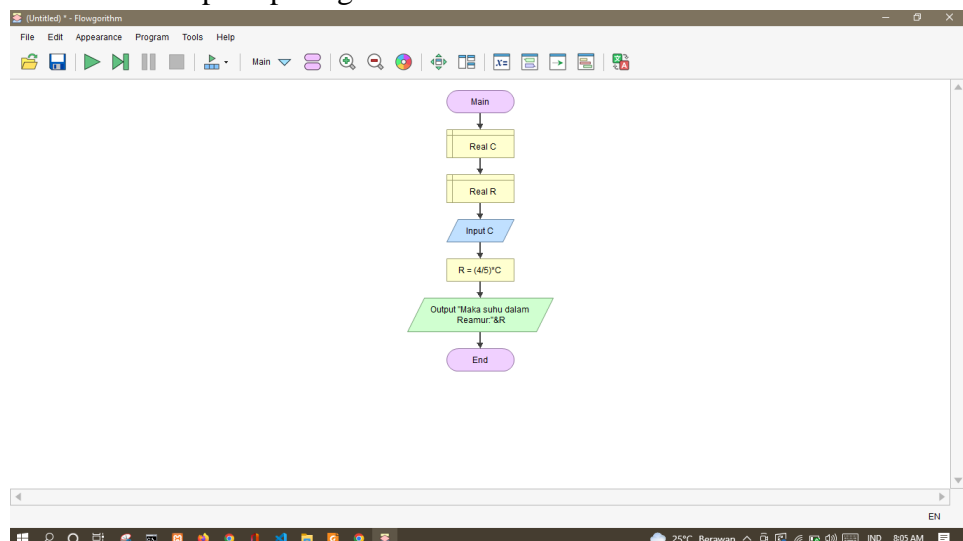 (Untitled) * - Flowgorithm
File Edit Appearance Program Tools Help
Main
x=
Main
Real C
Real R
Input C
R = (4/5)*C
Output "Maka suhu dalam
Reamur:"&R
End
EN
25°C Berawan IND 8:05 AM